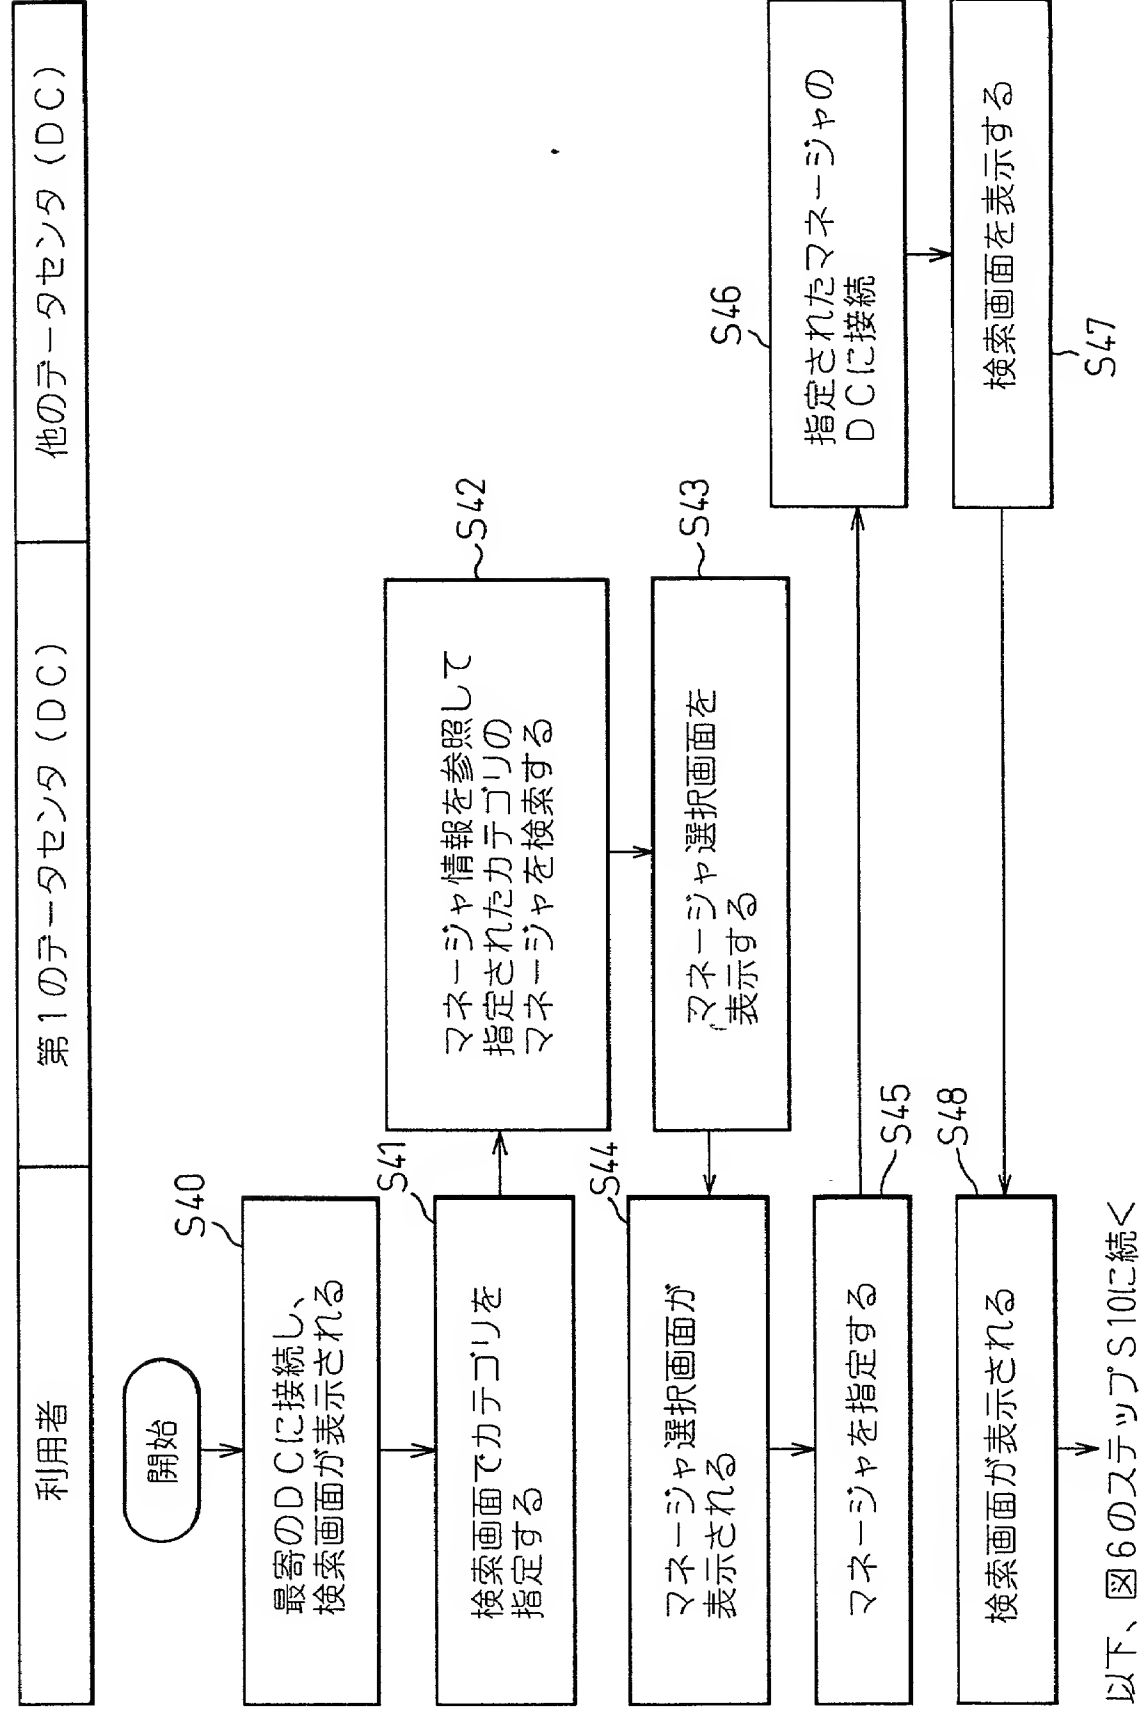 利用者
第1のデータセンタ（DC）
他のデータセンタ（DC）
開始
S40
最寄のDCに接続し、
検索画面が表示される
S41
検索画面でカテゴリを
指定する
S42
マネージャ情報を参照して
指定されたカテゴリの
マネージャを検索する
S43
マネージャ選択画面を
表示する
S44
マネージャ選択画面が
表示される
S45
マネージャを指定する
S46
指定されたマネージャの
DCに接続
S47
検索画面を表示する
S48
検索画面が表示される
以下、図6のステップS10に続く